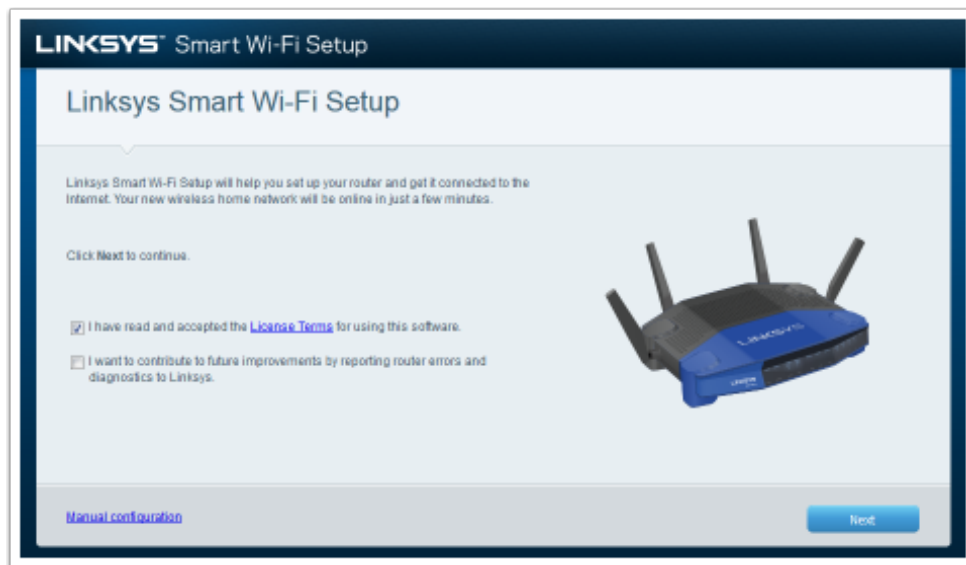 LINKSYS™ Smart Wi-Fi Setup
Linksys Smart Wi-Fi Setup
Linksys Smart Wi-Fi Setup will help you set up your router and get it connected to the
Internet. Your new wireless home network will be online in just a few minutes.
Click Next to continue.
I have read and accepted the License Terms for using this software.
I want to contribute to future improvements by reporting router errors and
diagnostics to Linksys.
LINKSYS
LINKSYS
Manual configuration
Next